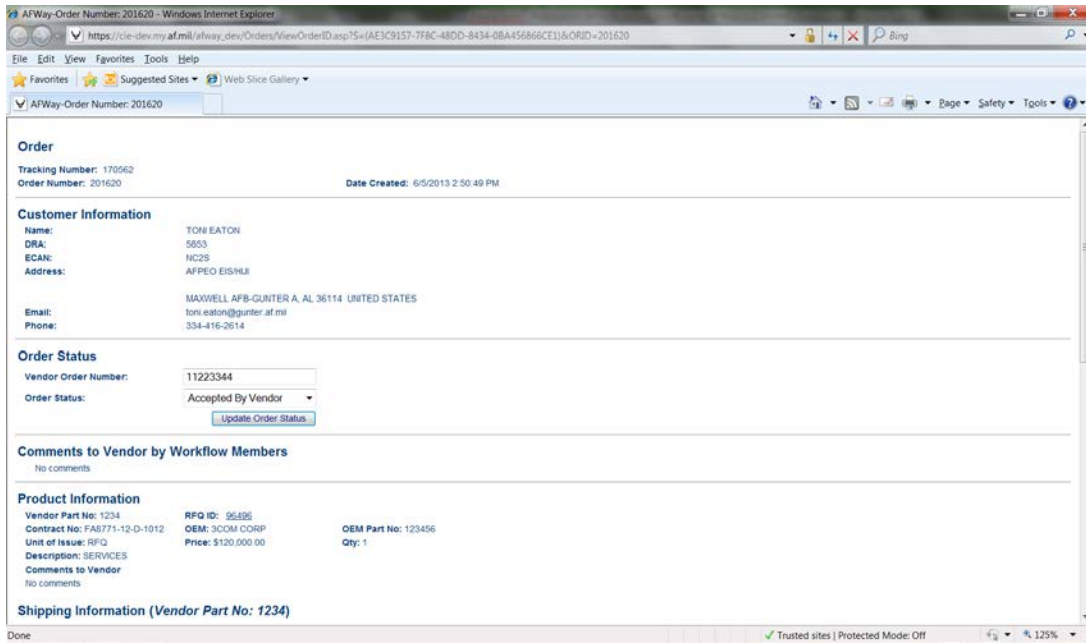 AFWay-Order Number: 201620 - Windows Internet Explorer
https://cie-dev.my.af.mil/afway_dev/Orders/ViewOrderID.asp?S={AE3C9157-7F8C-48DD-8434-0BA456866CE1}&ORID=201620
Bing
File Edit View Favorites Tools Help
Favorites Suggested Sites Web Slice Gallery
AFWay-Order Number: 201620
Page Safety Tools
Order
Tracking Number: 170562
Order Number: 201620 Date Created: 6/5/2013 2:50:49 PM
Customer Information
Name: TONI EATON
DRA: 5853
ECAN: NC2S
Address: AFPEO EIS/HIJI
MAXWELL AFB-GUNTER A, AL 36114 UNITED STATES
Email: toni.eaton@gunter.af.mil
Phone: 334-416-2614
Order Status
Vendor Order Number: 11223344
Order Status: Accepted By Vendor
Update Order Status
Comments to Vendor by Workflow Members
No comments
Product Information
Vendor Part No: 1234 RFQ ID: 96496
Contract No: FA8771-12-D-1012 OEM: 3COM CORP OEM Part No: 123456
Unit of Issue: RFQ Price: $120,000.00 Qty: 1
Description: SERVICES
Comments to Vendor
No comments
Shipping Information (Vendor Part No: 1234)
Done Trusted sites | Protected Mode: Off 125%